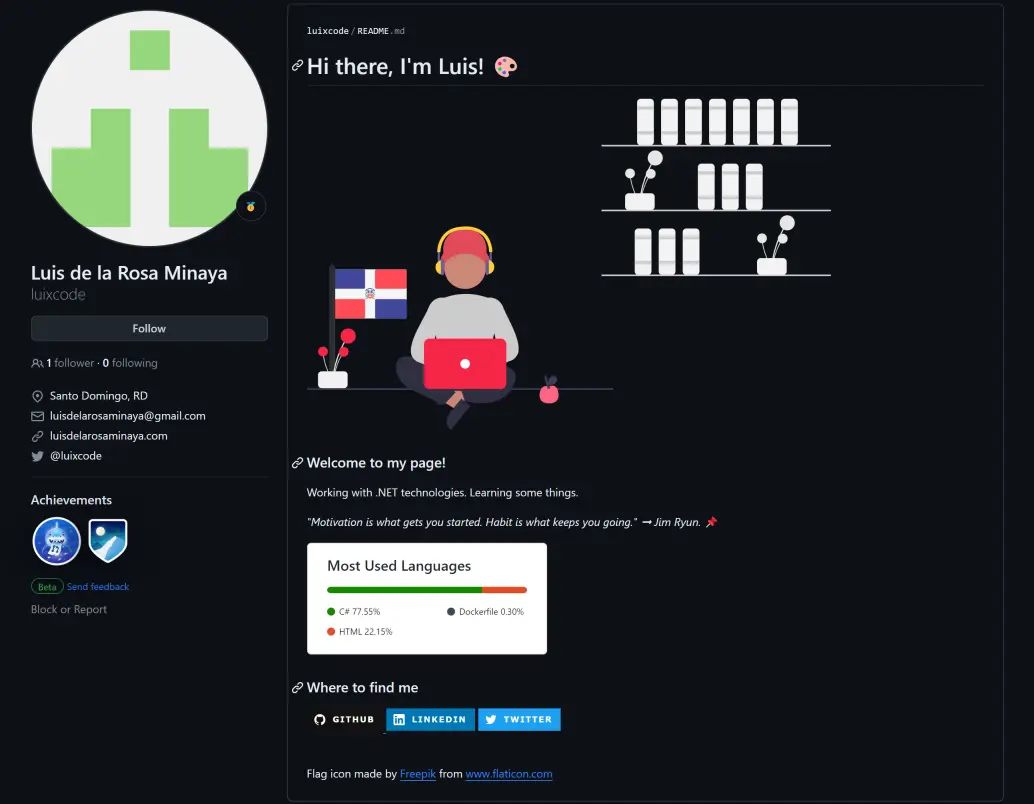 Luis de la Rosa Minaya
luixcode
Follow
1 follower · 0 following
Santo Domingo, RD
luisdelarosaminaya@gmail.com
luisdelarosaminaya.com
@luixcode
Achievements
Beta Send feedback
Block or Report
luixcode/README.md
Hi there, I'm Luis! 🎨
Welcome to my page!
Working with .NET technologies. Learning some things.
"Motivation is what gets you started. Habit is what keeps you going." → Jim Ryun. 📌
Most Used Languages
C# 77.55% Dockerfile 0.30%
HTML 22.15%
Where to find me
GITHUB LINKEDIN TWITTER
Flag icon made by Freepik from www.flaticon.com